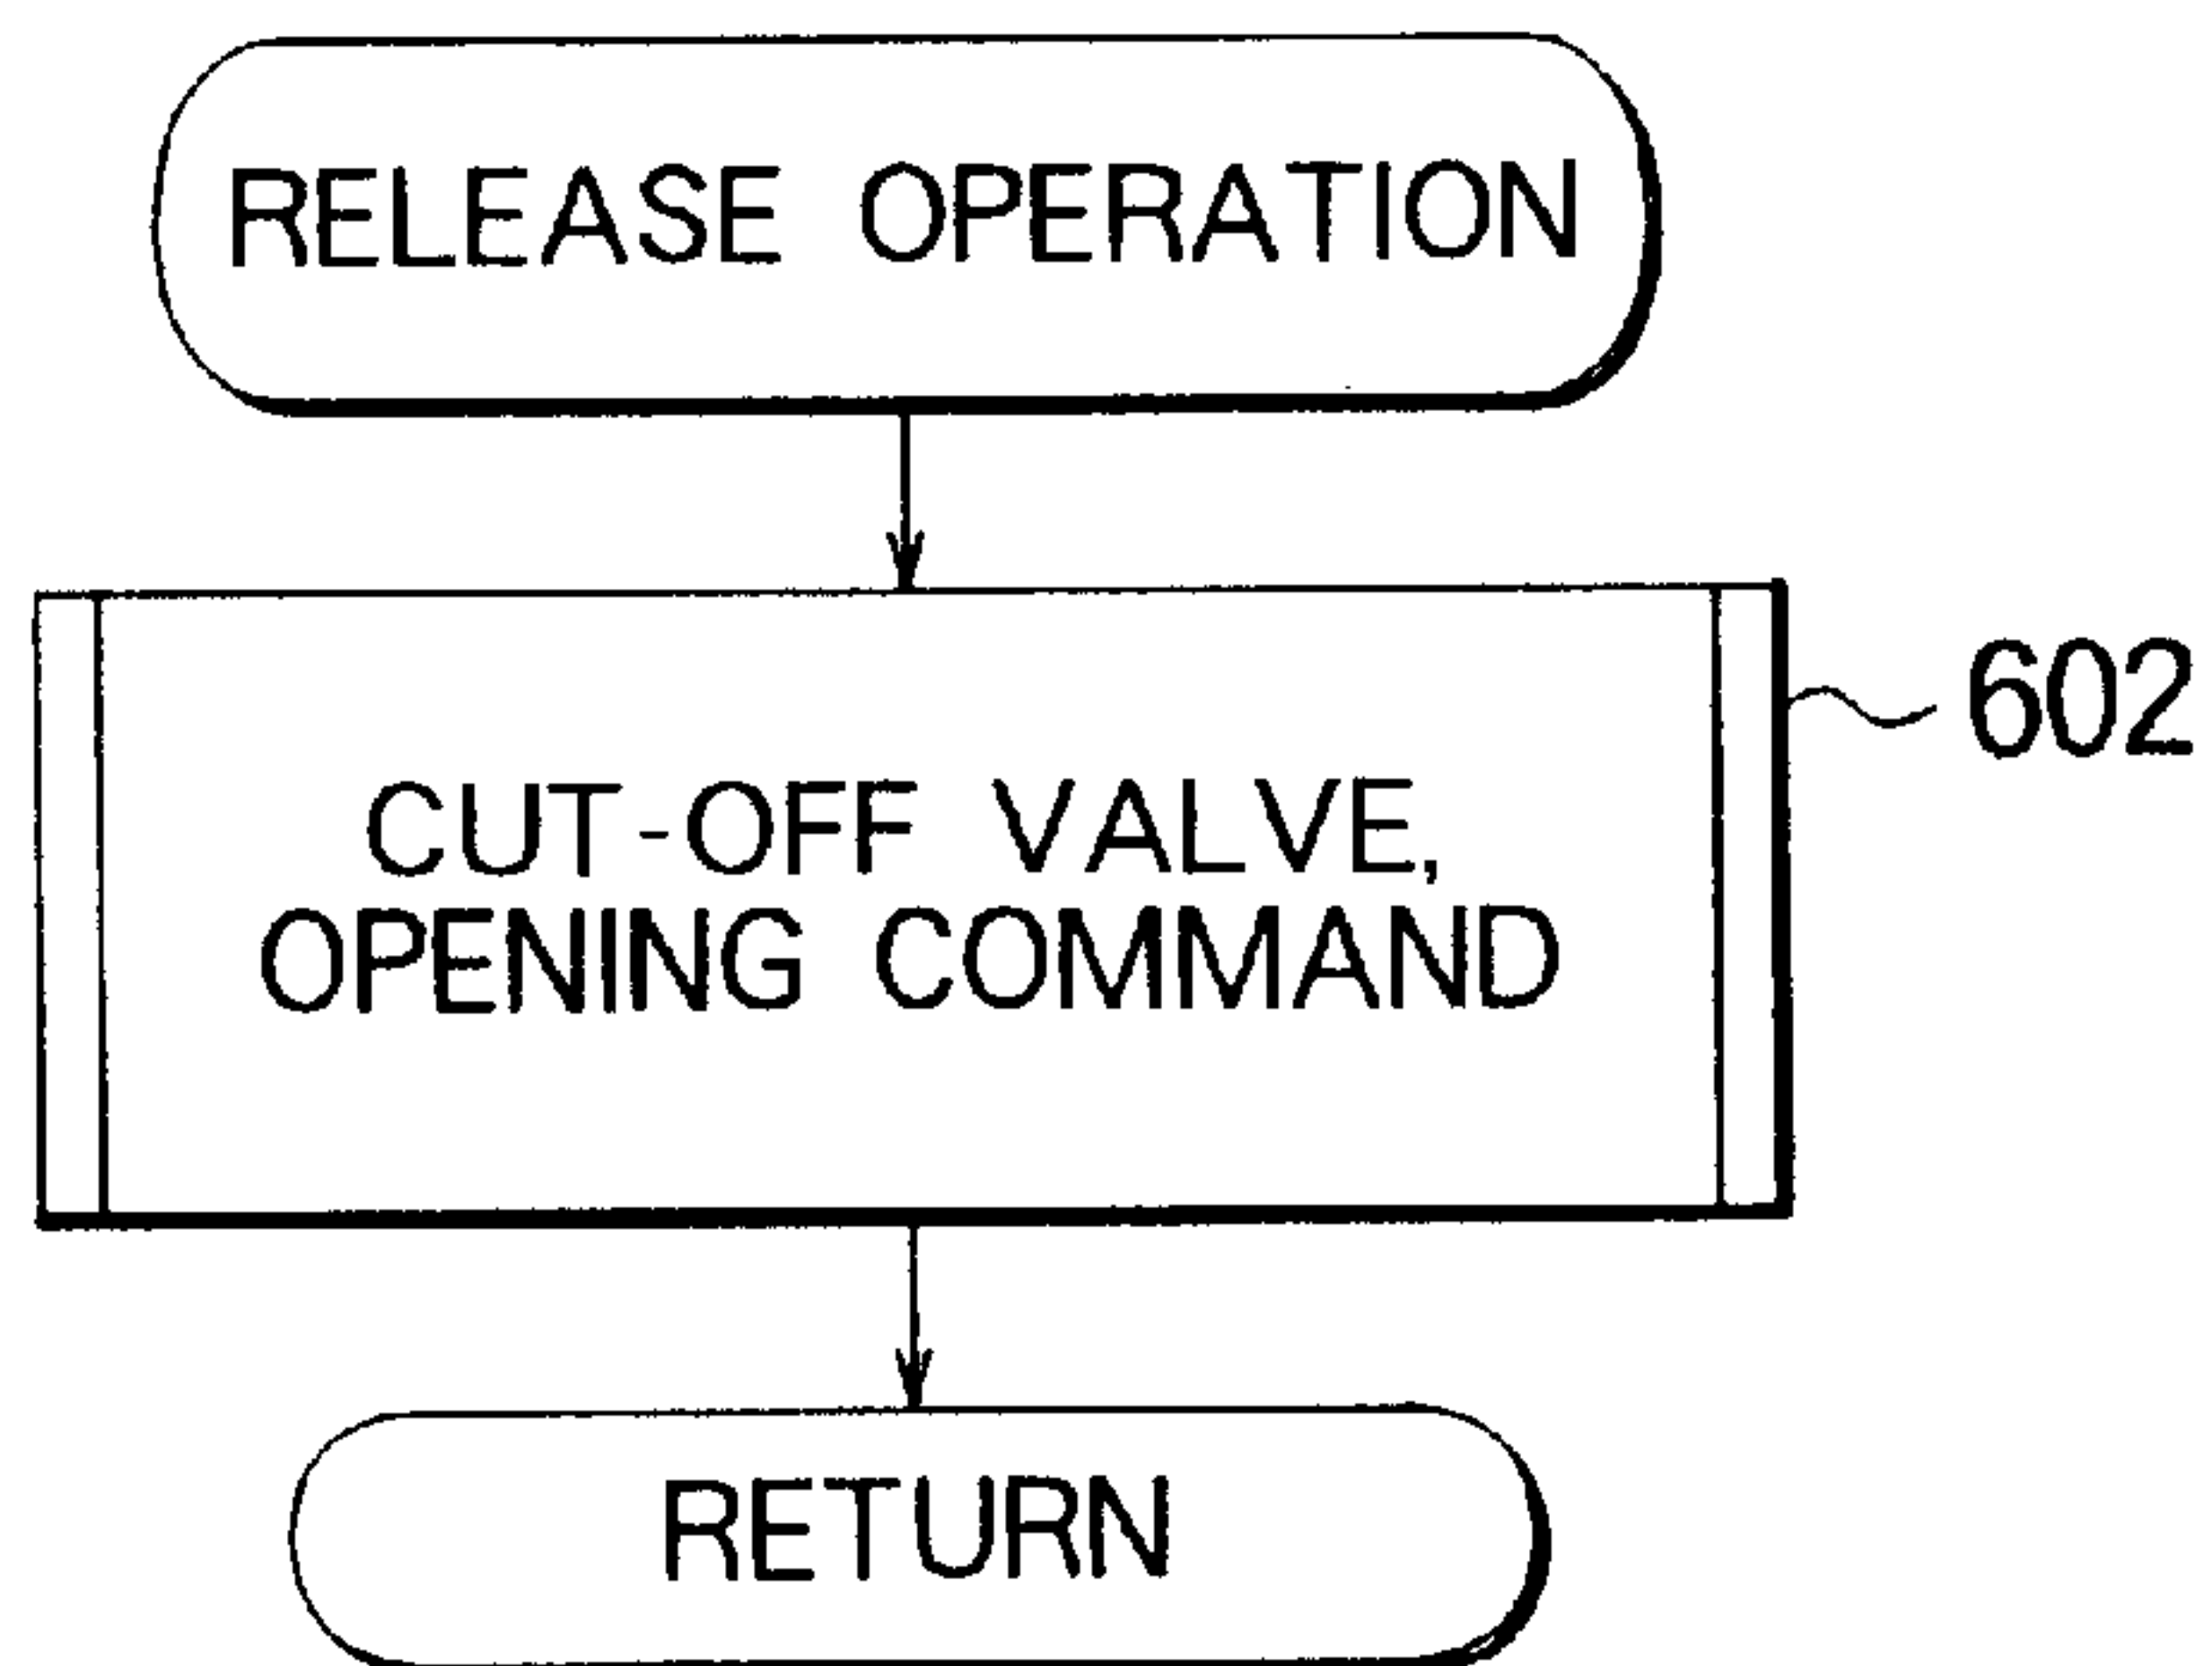 RELEASE OPERATION
602
CUT-OFF VALVE,
OPENING COMMAND
RETURN